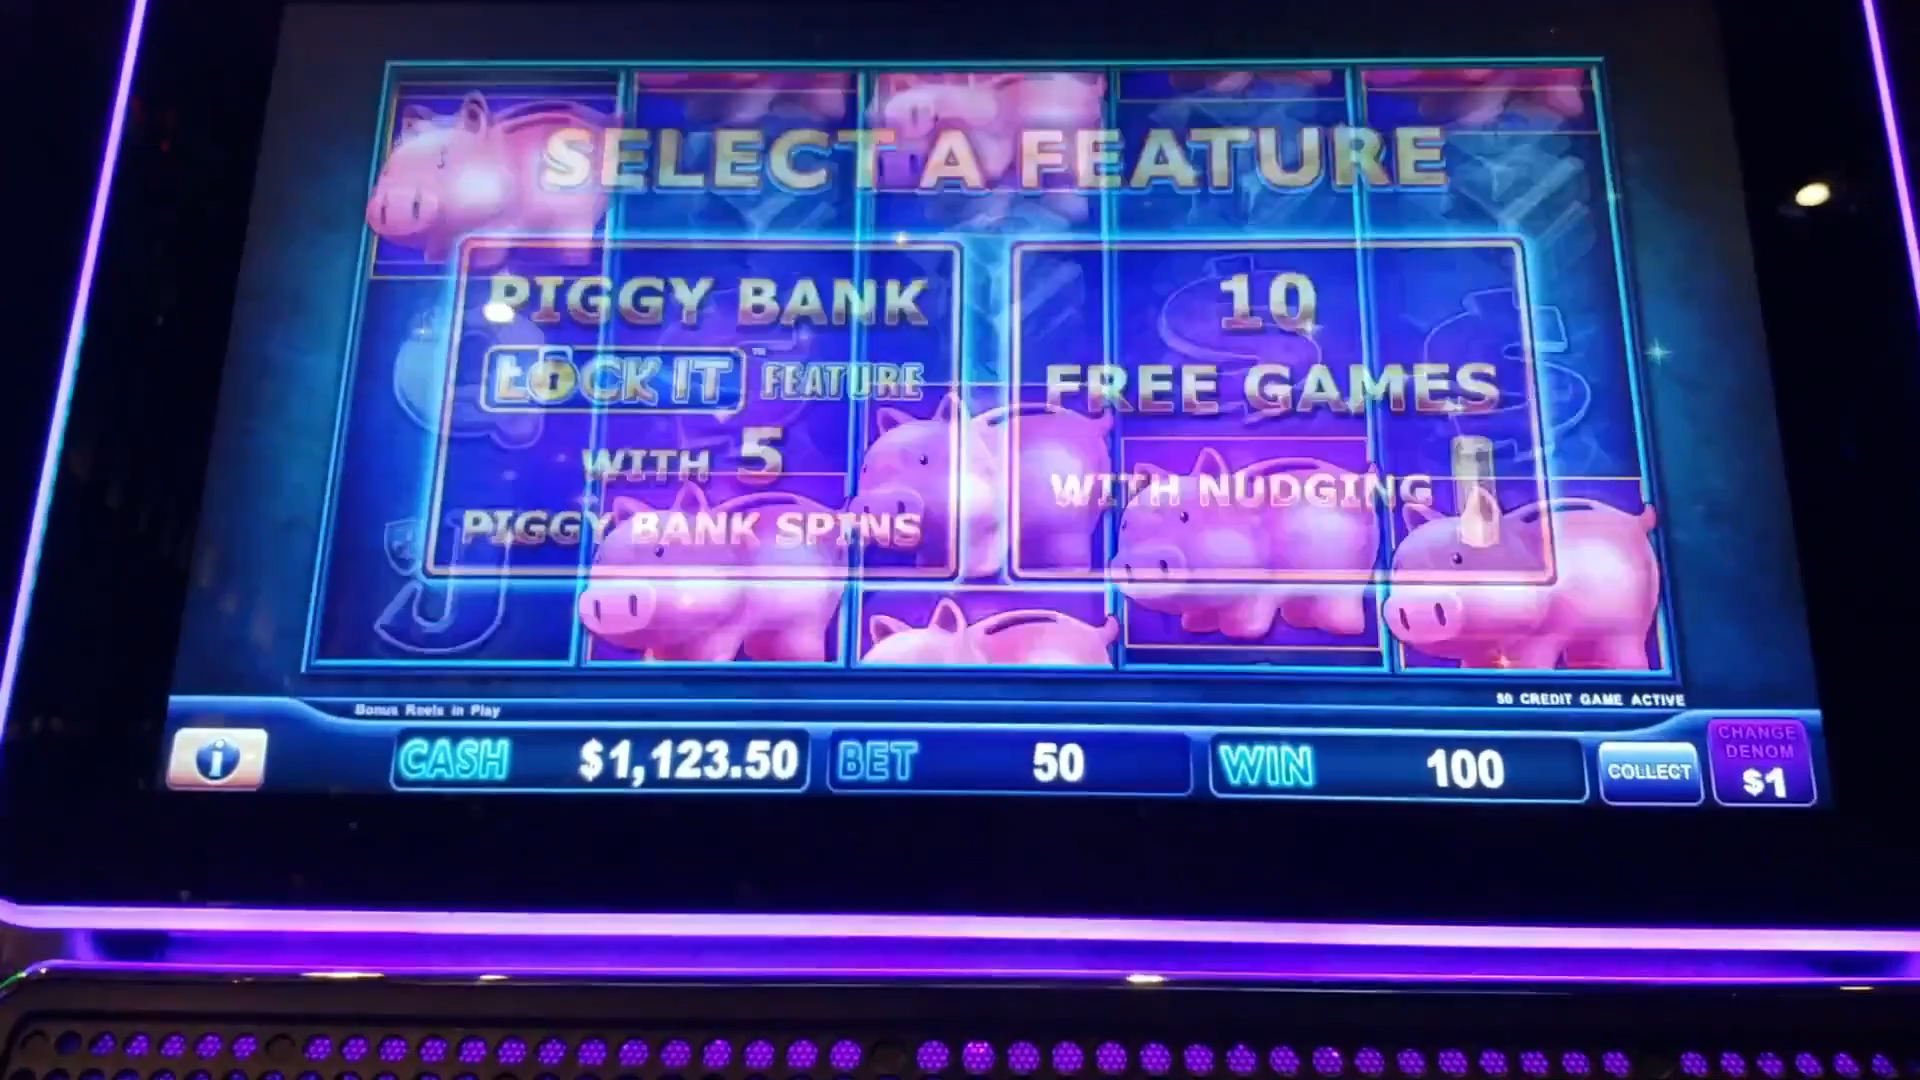 SELECT A FEATURE
PIGGY BANK
LOCK IT™ FEATURE
WITH 5
PIGGY BANK SPINS
10
FREE GAMES
WITH NUDGING
J
Bonus Reels in Play
50 CREDIT GAME ACTIVE
i
CASH $1,123.50
BET 50
WIN 100
COLLECT
CHANGE
DENOM
$1